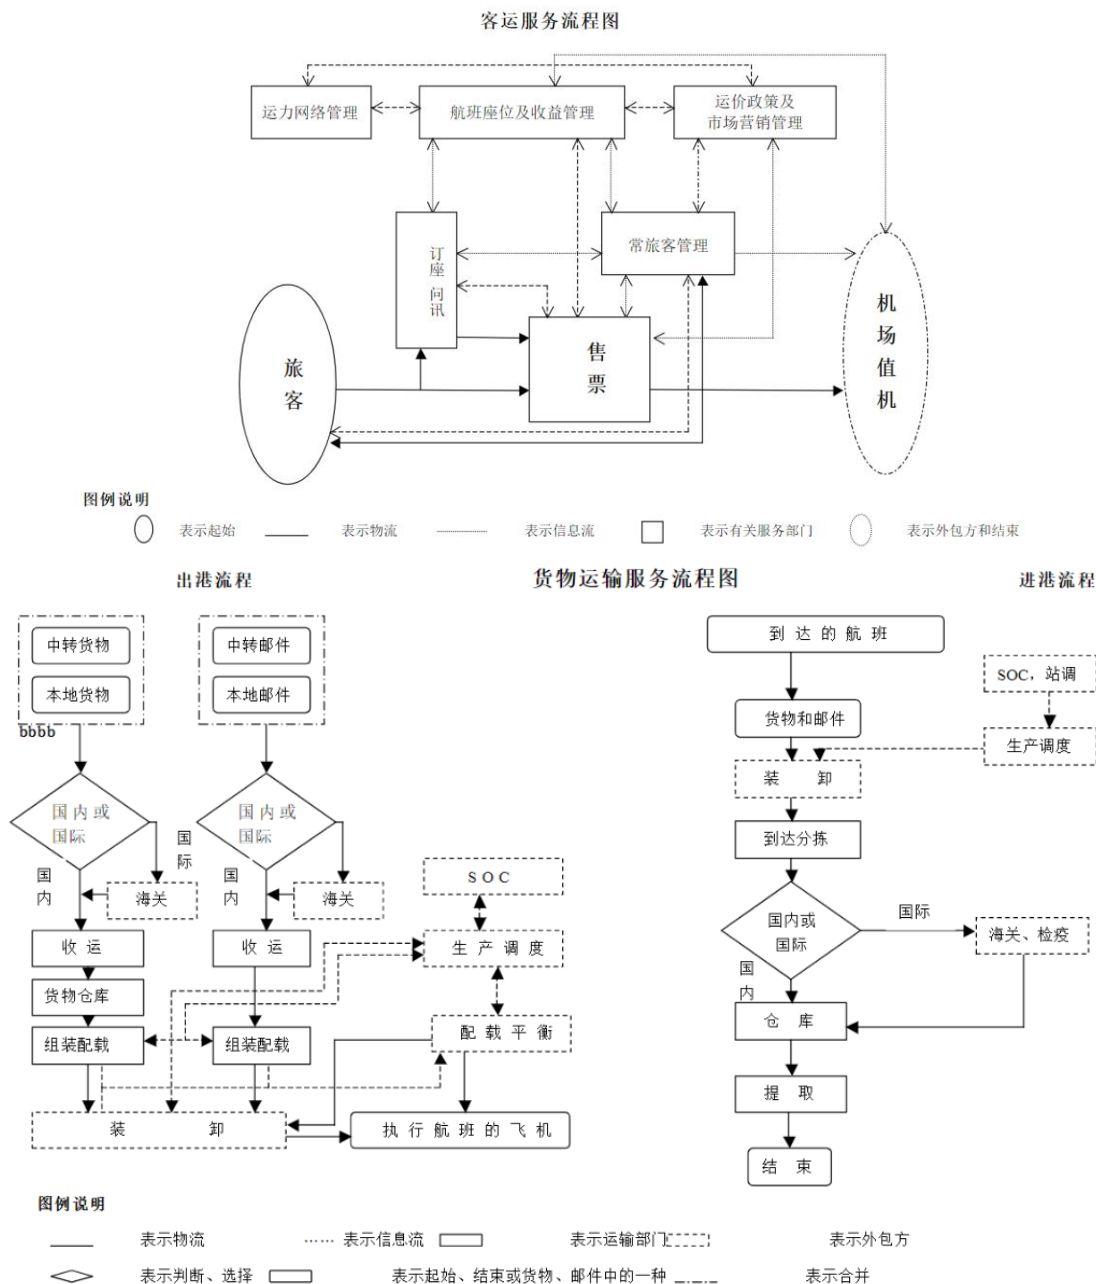 客运服务流程图
运力网络管理
航班座位及收益管理
运价政策及
市场营销管理
订
座 问
讯
常旅客管理
机
场
值
机
售
票
旅
客
图例说明
表示起始
表示物流
表示信息流
表示有关服务部门
表示外包方和结束
出港流程
货物运输服务流程图
进港流程
中转货物
本地货物
bbbb
中转邮件
本地邮件
国内或
国际
国
际
国
内
海关
收运
货物仓库
组装配载
国内或
国际
国
内
海关
收运
组装配载
SOC
生产调度
配载平衡
装 卸
执行航班的飞机
到达的航班
SOC，站调
货物和邮件
生产调度
装 卸
到达分拣
国内或
国际
国际
海关、检疫
国
内
仓 库
提 取
结 束
图例说明
表示物流
表示信息流
表示运输部门
表示外包方
表示判断、选择
表示起始、结束或货物、邮件中的一种
表示合并